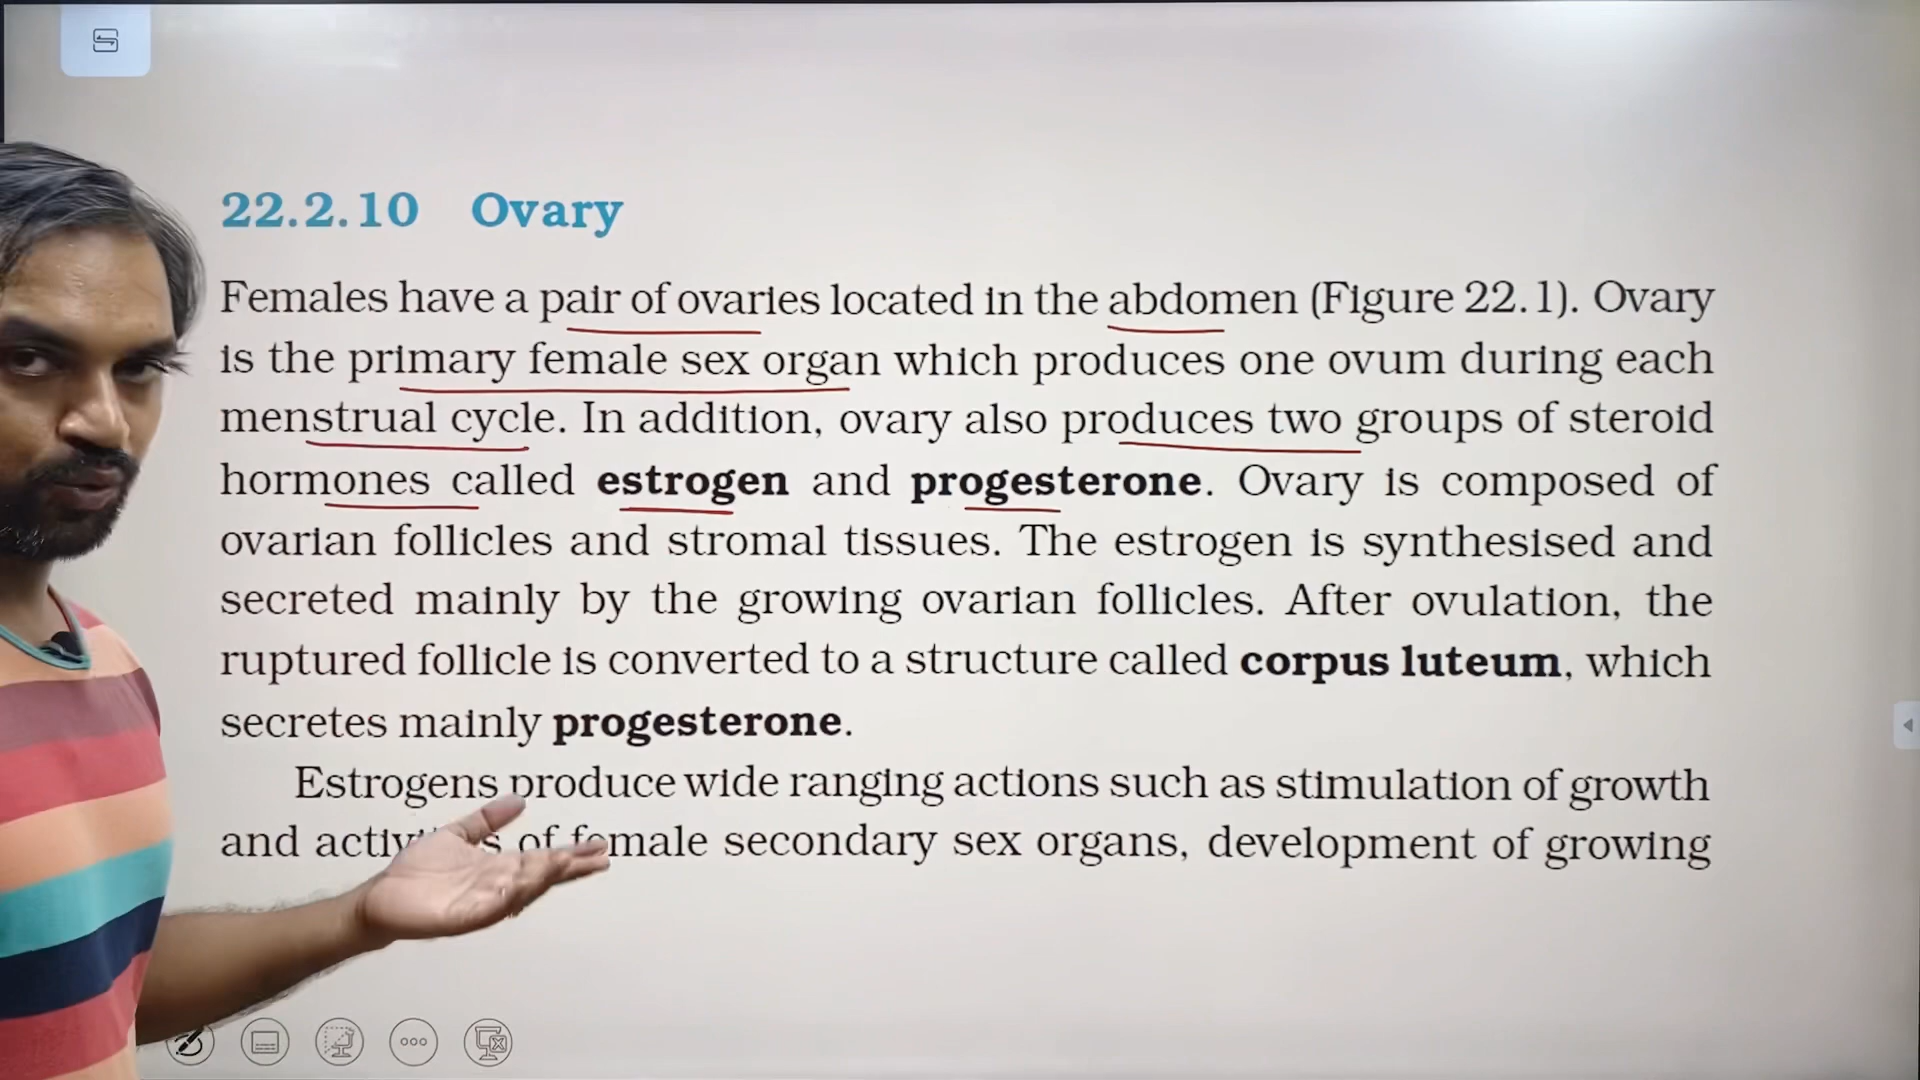 22.2.10 Ovary
Females have a pair of ovaries located in the abdomen (Figure 22.1). Ovary
is the primary female sex organ which produces one ovum during each
menstrual cycle. In addition, ovary also produces two groups of steroid
hormones called estrogen and progesterone. Ovary is composed of
ovarian follicles and stromal tissues. The estrogen is synthesised and
secreted mainly by the growing ovarian follicles. After ovulation, the
ruptured follicle is converted to a structure called corpus luteum, which
secretes mainly progesterone.
Estrogens produce wide ranging actions such as stimulation of growth
and of female secondary sex organs, development of growing